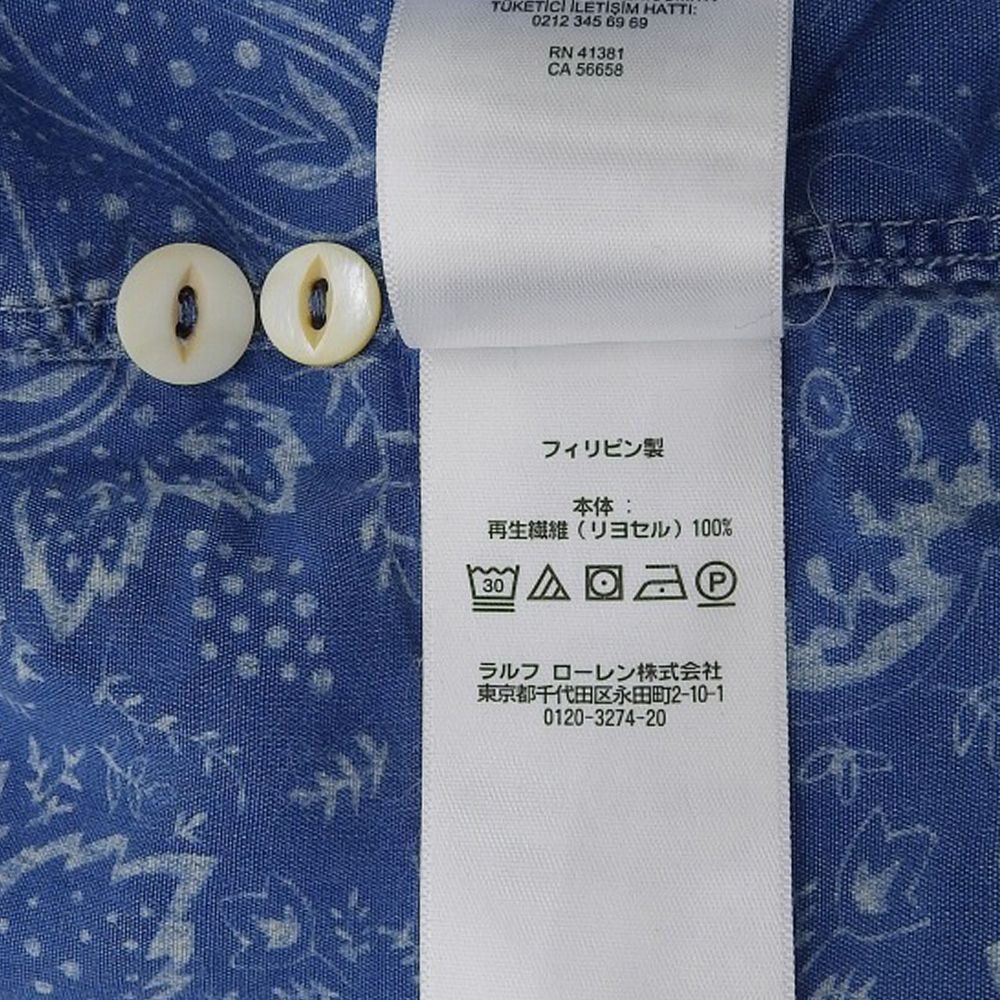 TÜKETİCİ İLETİŞİM HATTI:
0212 345 69 69
RN 41381
CA 56658
フィリピン製
本体 :
再生繊維 ( リヨセル ) 100%
30
P
ラルフ ローレン株式会社
東京都千代田区永田町2-10-1
0120-3274-20